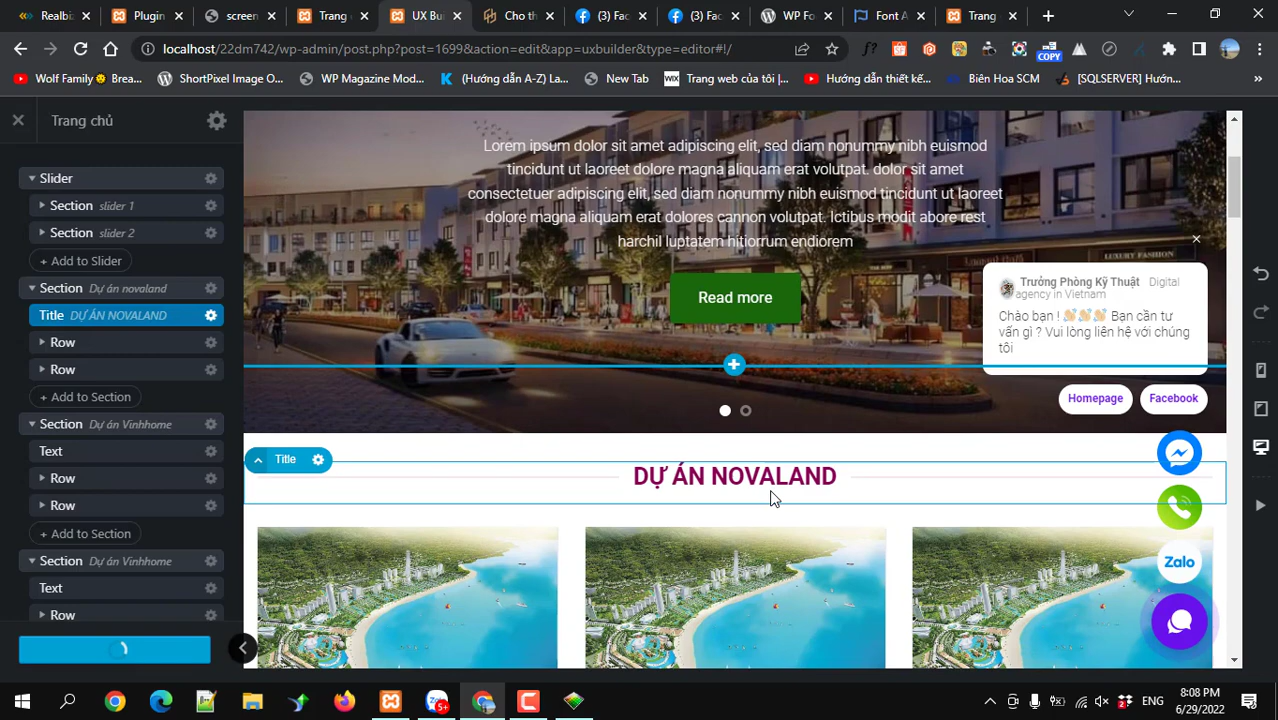 Realbiz
Plugin
screen
Trang c
UX Bui
Cho th
(3) Fac
(3) Fac
WP Fo
Font A
Trang
localhost/22dm742/wp-admin/post.php?post=1699&action=edit&app=uxbuilder&type=editor#!/
COPY
Wolf Family Brea...
ShortPixel Image O...
WP Magazine Mod...
(Hướng dẫn A-Z) La...
New Tab
WIX
Trang web của tôi |...
Hướng dẫn thiết kế...
Biên Hoa SCM
[SQLSERVER] Hướn...
Trang chủ
Slider
Section slider 1
Section slider 2
+ Add to Slider
Section Dự án novaland
Title DỰ ÁN NOVALAND
Row
Row
+ Add to Section
Section Dự án Vinhhome
Text
Row
Row
+ Add to Section
Section Dự án Vinhhome
Text
Row
Lorem ipsum dolor sit amet adipiscing elit, sed diam nonummy nibh euismod
tincidunt ut laoreet dolore magna aliquam erat volutpat. dolor sit amet
consectetuer adipiscing elit, sed diam nonummy nibh euismod tincidunt ut laoreet
dolore magna aliquam erat dolores cannon volutpat. Ictibus modit abore rest
harchil luptatem hitiorrum endiorem
LUXURY FASHION
Read more
Trưởng Phòng Kỹ Thuật Digital
agency in Vietnam
Chào bạn ! 👋👋👋 Bạn cần tư
vấn gì ? Vui lòng liên hệ với chúng
tôi
Homepage
Facebook
Title
DỰ ÁN NOVALAND
Zalo
Zalo
5+
2
ENG
8:08 PM
6/29/2022